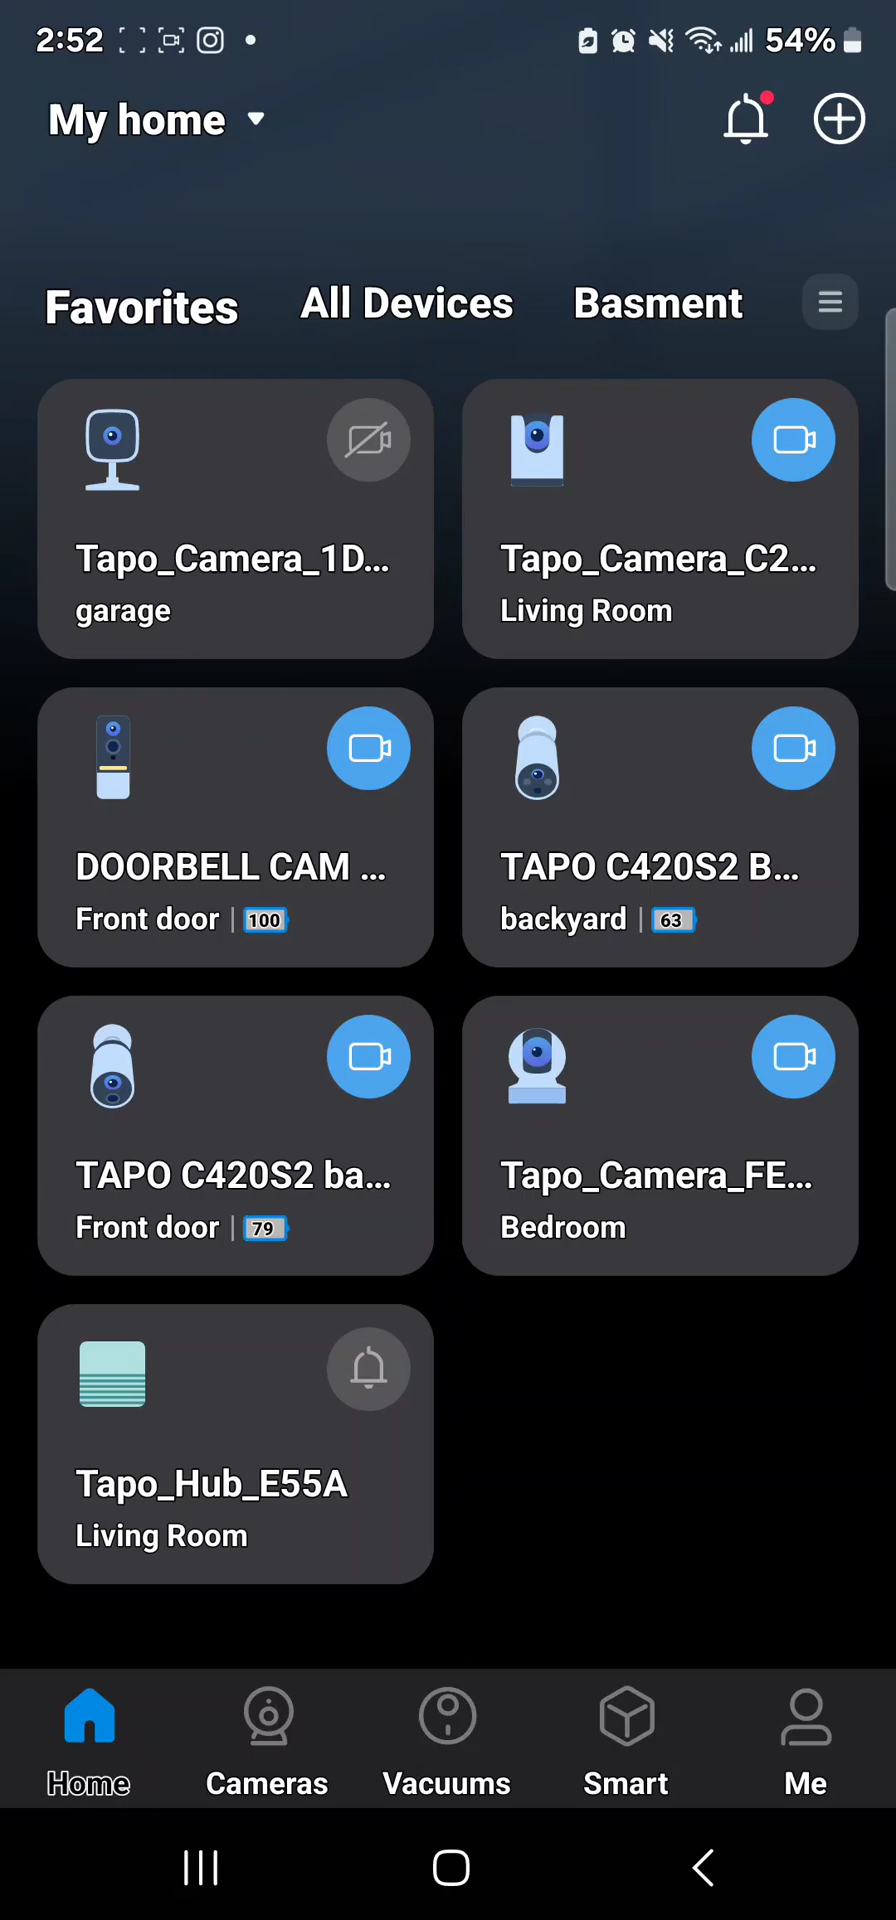 2:52
54%
My home
Favorites
All Devices
Basment
Tapo_Camera_1D...
garage
Tapo_Camera_C2...
Living Room
DOORBELL CAM ...
Front door | 100
TAPO C420S2 B...
backyard | 63
TAPO C420S2 ba...
Front door | 79
Tapo_Camera_FE...
Bedroom
Tapo_Hub_E55A
Living Room
Home
Cameras
Vacuums
Smart
Me